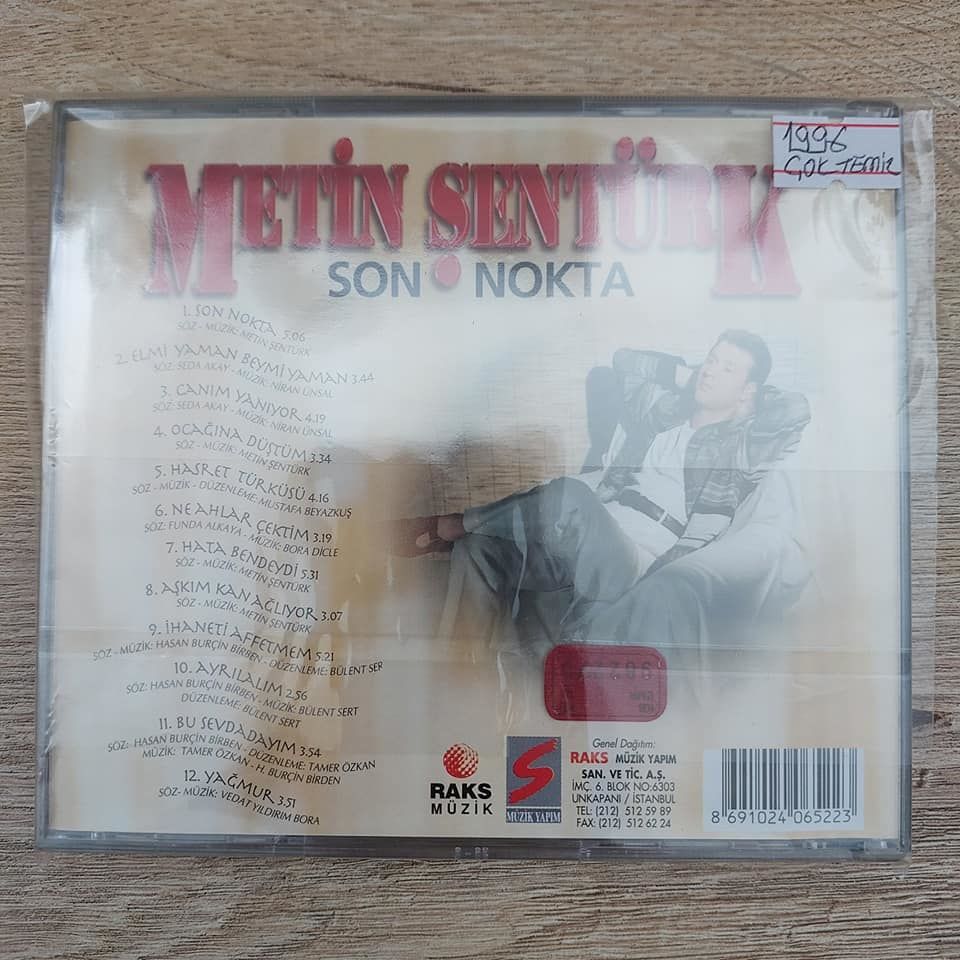 1996
ÇOK TEMİZ
METİN ŞENTÜRK
SON NOKTA
1. SON NOKTA 5.06
SÖZ - MÜZİK: METİN ŞENTÜRK
2. ELMİ YAMAN BEYMİ YAMAN 3.44
SÖZ: SEDA AKAY - MÜZİK: NİRAN ÜNSAL
3. CANIM YANIYOR 4.19
SÖZ: SEDA AKAY - MÜZİK: NİRAN ÜNSAL
4. OCAĞINA DÜŞTÜM 3.34
SÖZ - MÜZİK: METİN ŞENTÜRK
5. HASRET TÜRKÜSÜ 4.16
SÖZ - MÜZİK - DÜZENLEME: MUSTAFA BEYAZKUŞ
6. NE AHLAR ÇEKTİM 3.19
SÖZ: FUNDA ALKAYA - MÜZİK: BORA DİCLE
7. HATA BENDEYDİ 5.31
SÖZ - MÜZİK: METİN ŞENTÜRK
8. AŞKIM KAN AĞLIYOR 3.07
SÖZ - MÜZİK: METİN ŞENTÜRK
9. İHANETİ AFFETMEM 5.21
SÖZ - MÜZİK: HASAN BURÇİN BİRBEN - DÜZENLEME: BÜLENT SER
10. AYRILALIM 2.56
SÖZ: HASAN BURÇİN BİRBEN - MÜZİK: BÜLENT SERT
DÜZENLEME: BÜLENT SERT
11. BU SEVDADAYIM 3.54
SÖZ: HASAN BURÇİN BİRBEN - DÜZENLEME: TAMER ÖZKAN
MÜZİK: TAMER ÖZKAN - H. BURÇİN BİRDEN
12. YAĞMUR 3.51
SÖZ- MÜZİK: VEDAT YILDIRIM BORA
RAKS
MÜZİK
S
MÜZİK YAPIM
Genel Dağıtım:
RAKS MÜZİK YAPIM
SAN. VE TİC. A.Ş.
İMÇ. 6. BLOK NO:6303
UNKAPANI / İSTANBUL
TEL: (212) 512 59 89
FAX: (212) 512 62 24
8 691024 065223